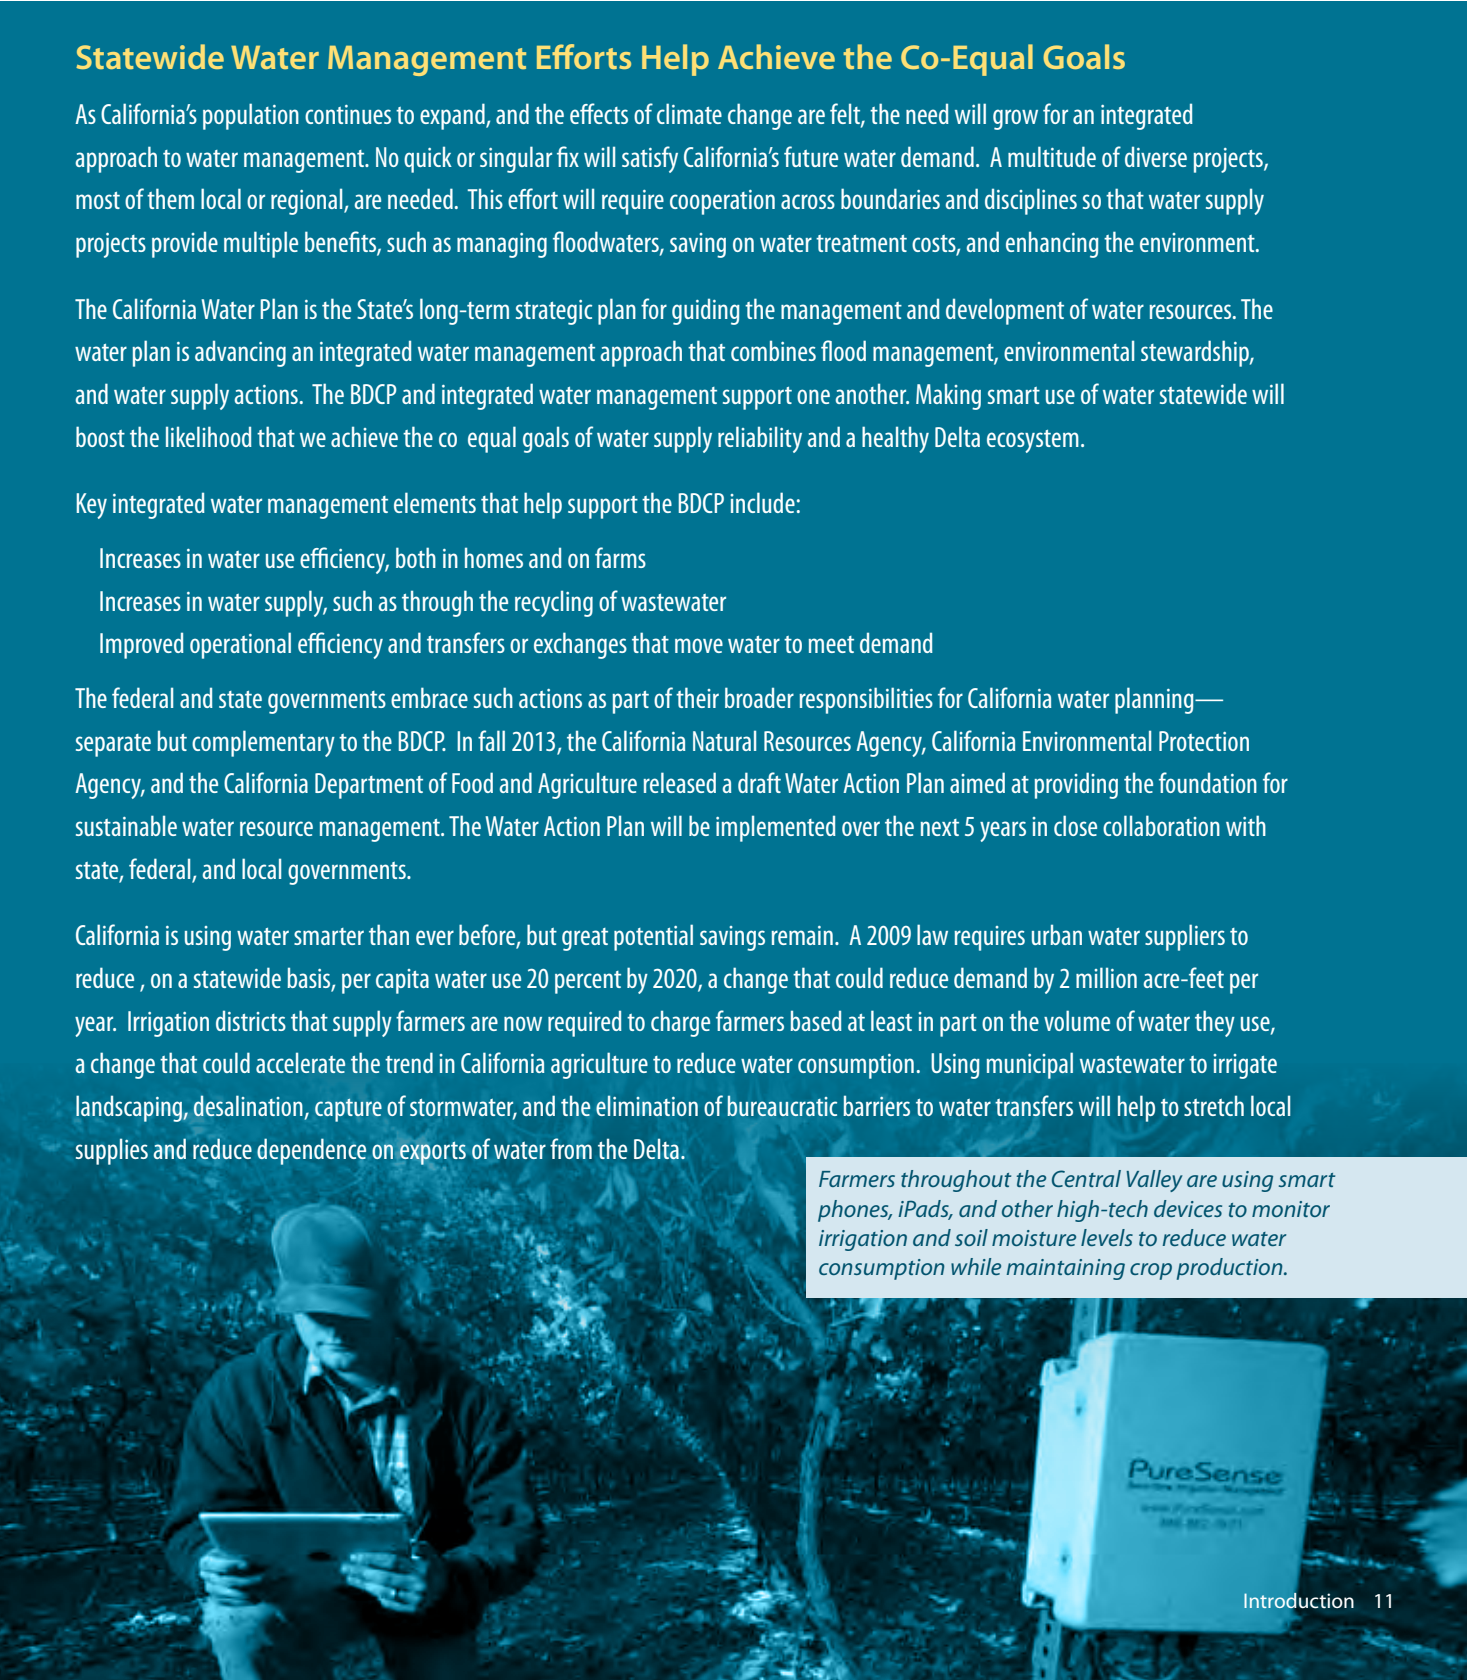 Statewide Water Management Efforts Help Achieve the Co-Equal Goals
As California’s population continues to expand, and the effects of climate change are felt, the need will grow for an integrated
approach to water management. No quick or singular fix will satisfy California’s future water demand.  A multitude of diverse projects,
most of them local or regional, are needed.  This effort will require cooperation across boundaries and disciplines so that water supply
projects provide multiple benefits, such as managing floodwaters, saving on water treatment costs, and enhancing the environment.
The California Water Plan is the State’s long-term strategic plan for guiding the management and development of water resources. The
water plan is advancing an integrated water management approach that combines flood management, environmental stewardship,
and water supply actions.  The BDCP and integrated water management support one another. Making smart use of water statewide will
boost the likelihood that we achieve the co  equal goals of water supply reliability and a healthy Delta ecosystem.
Key integrated water management elements that help support the BDCP include:
Increases in water use efficiency, both in homes and on farms
Increases in water supply, such as through the recycling of wastewater
Improved operational efficiency and transfers or exchanges that move water to meet demand
The federal and state governments embrace such actions as part of their broader responsibilities for California water planning—
separate but complementary to the BDCP.  In fall 2013, the California Natural Resources Agency, California Environmental Protection
Agency, and the California Department of Food and Agriculture released a draft Water Action Plan aimed at providing the foundation for
sustainable water resource management. The Water Action Plan will be implemented over the next 5 years in close collaboration with
state, federal, and local governments.
California is using water smarter than ever before, but great potential savings remain.  A 2009 law requires urban water suppliers to
reduce , on a statewide basis, per capita water use 20 percent by 2020, a change that could reduce demand by 2 million acre-feet per
year.  Irrigation districts that supply farmers are now required to charge farmers based at least in part on the volume of water they use,
a change that could accelerate the trend in California agriculture to reduce water consumption.  Using municipal wastewater to irrigate
landscaping, desalination, capture of stormwater, and the elimination of bureaucratic barriers to water transfers will help to stretch local
supplies and reduce dependence on exports of water from the Delta.
Farmers throughout the Central Valley are using smart
phones, iPads, and other high-tech devices to monitor
irrigation and soil moisture levels to reduce water
consumption while maintaining crop production.
PureSense
Introduction 11